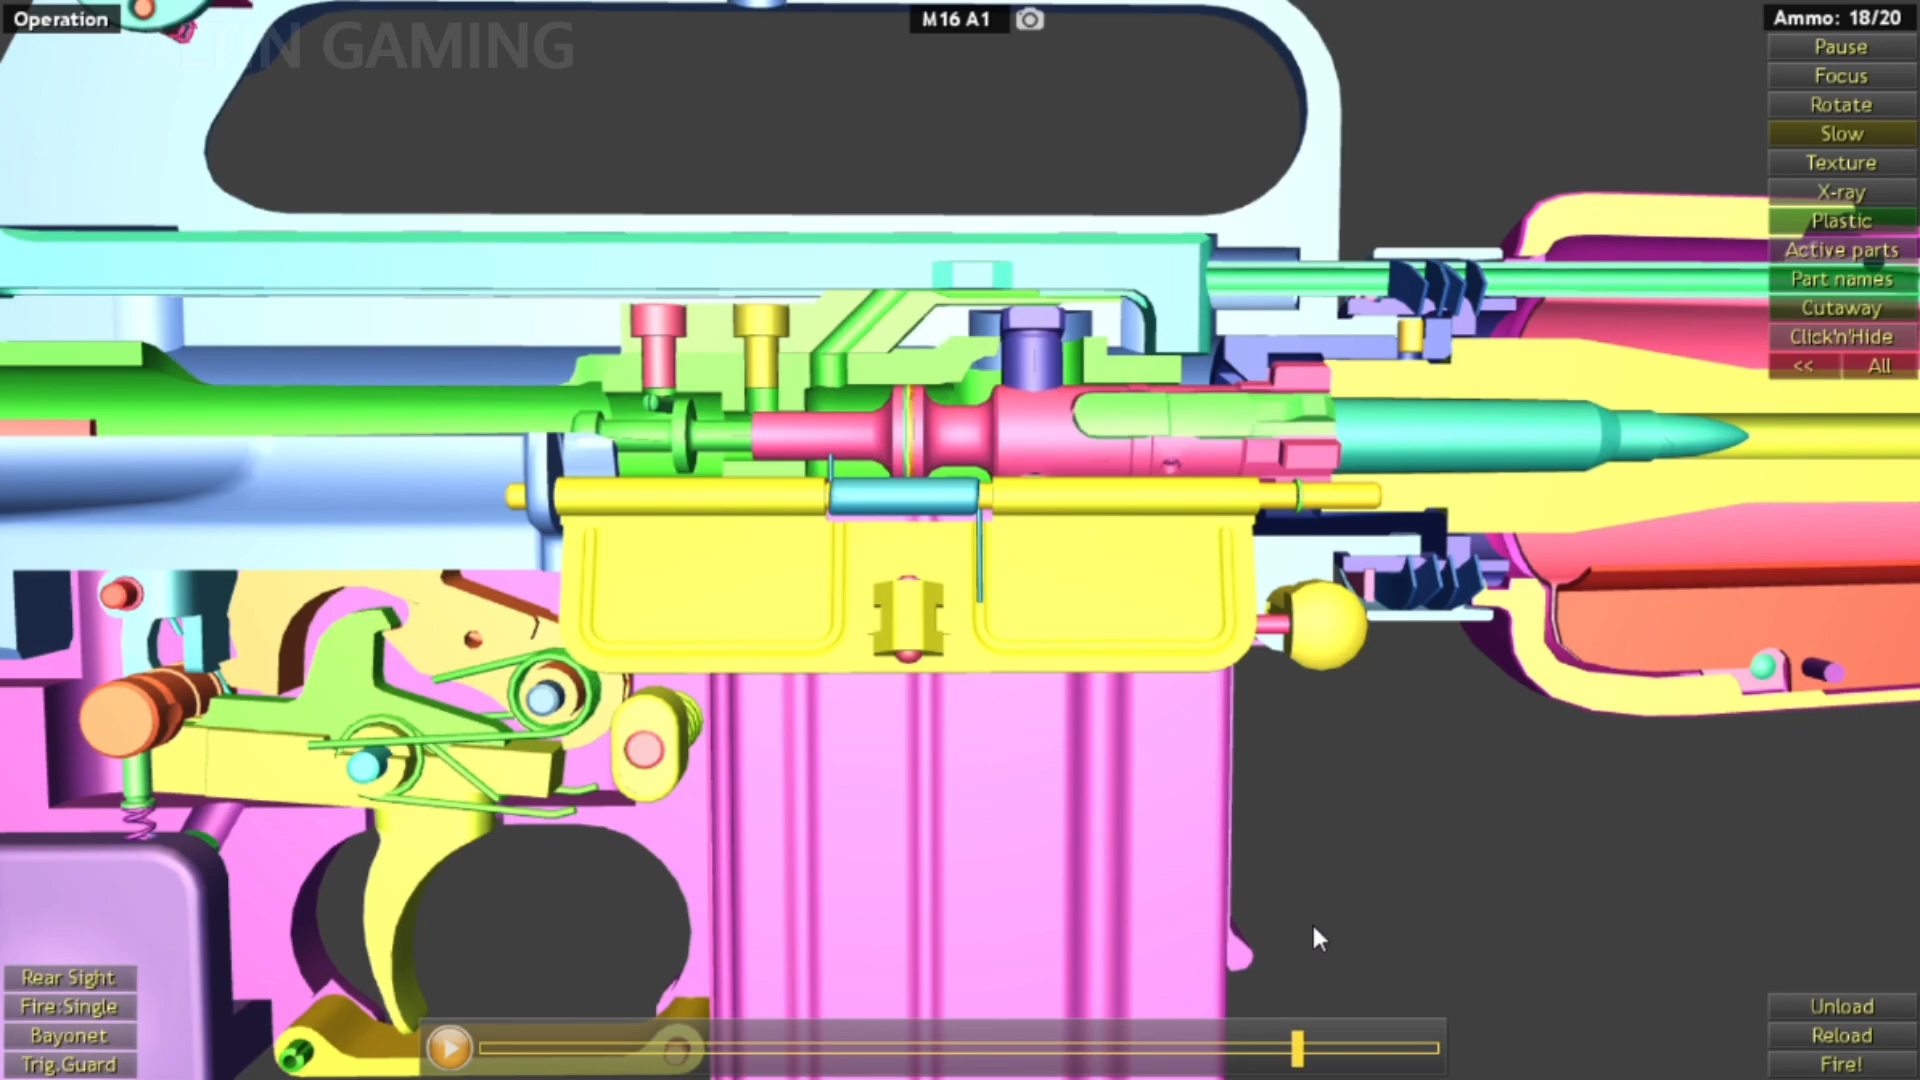 Operation
M16 A1
Ammo: 18/20
N GAMING
Pause
Focus
Rotate
Slow
Texture
X-ray
Plastic
Active parts
Part names
Cutaway
Click'n'Hide
<< All
Rear Sight
Fire:Single
Bayonet
Trig.Guard
Unload
Reload
Fire!